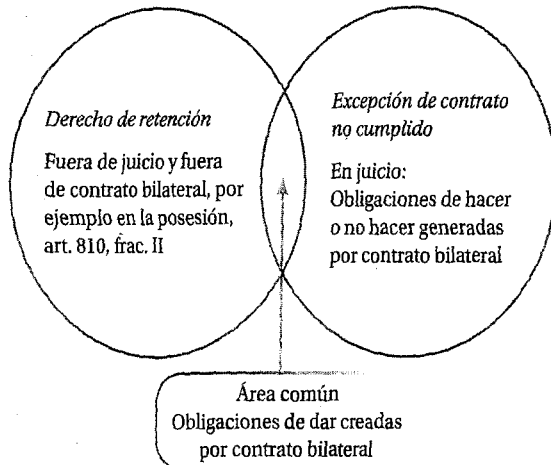 Derecho de retención
Fuera de juicio y fuera
de contrato bilateral, por
ejemplo en la posesión,
art. 810, frac. II
Excepción de contrato
no cumplido
En juicio:
Obligaciones de hacer
o no hacer generadas
por contrato bilateral
Área común
Obligaciones de dar creadas
por contrato bilateral